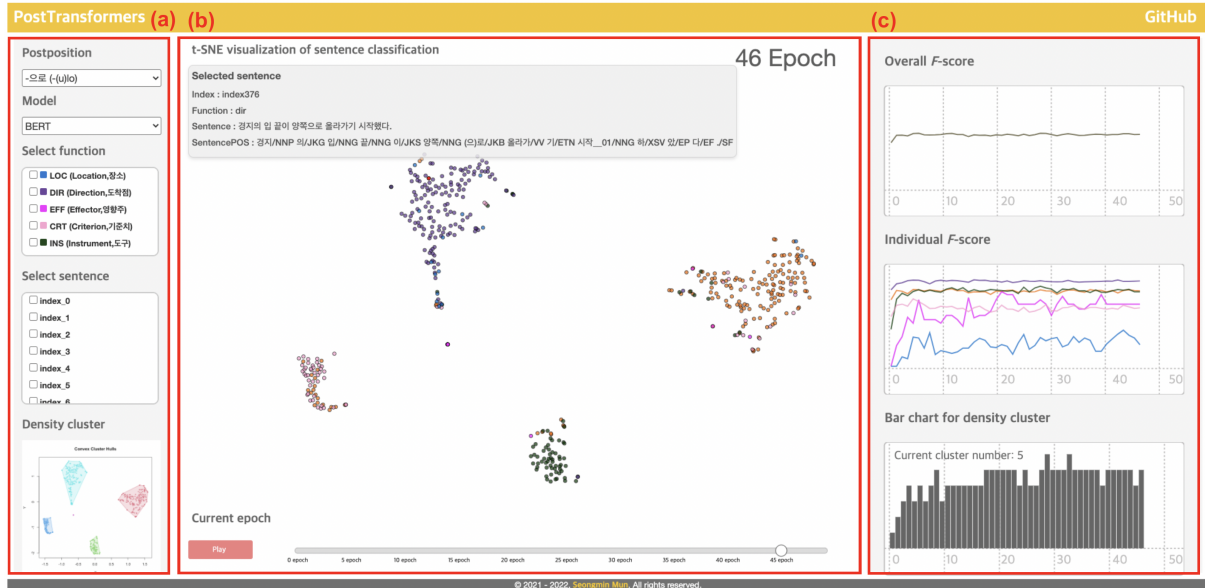 PostTransformers (a) (b) (c) GitHub
Postposition
-으로 (-(u)lo)
Model
BERT
Select function
LOC (Location,장소)
DIR (Direction,도착점)
EFF (Effector,영향주)
CRT (Criterion,기준치)
INS (Instrument,도구)
Select sentence
index_0
index_1
index_2
index_3
index_4
index_5
index_6
Density cluster
Convex Cluster Hulls
t-SNE visualization of sentence classification
46 Epoch
Selected sentence
Index : index376
Function : dir
Sentence : 경지의 입 끝이 양쪽으로 올라가기 시작했다.
SentencePOS : 경지/NNP 의/JKG 입/NNG 끝/NNG 이/JKS 양쪽/NNG (으)로/JKB 올라가/VV 기/ETN 시작__01/NNG 하/XSV 았/EP 다/EF ./SF
Current epoch
Play
0 epoch 5 epoch 10 epoch 15 epoch 20 epoch 25 epoch 30 epoch 35 epoch 40 epoch 45 epoch
Overall F-score
0 10 20 30 40 50
Individual F-score
0 10 20 30 40 50
Bar chart for density cluster
Current cluster number: 5
0 10 20 30 40 50
© 2021 - 2022. Seongmin Mun. All rights reserved.